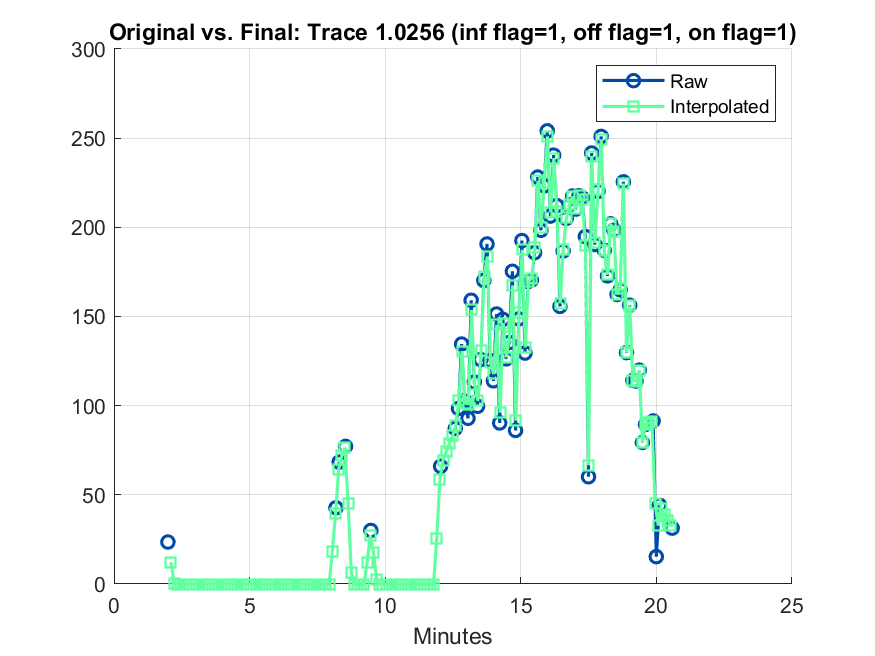 Original vs. Final: Trace 1.0256 (inf flag=1, off flag=1, on flag=1)
300
250
200
150
100
50
0
Raw
Interpolated
0 5 10 15 20 25
Minutes